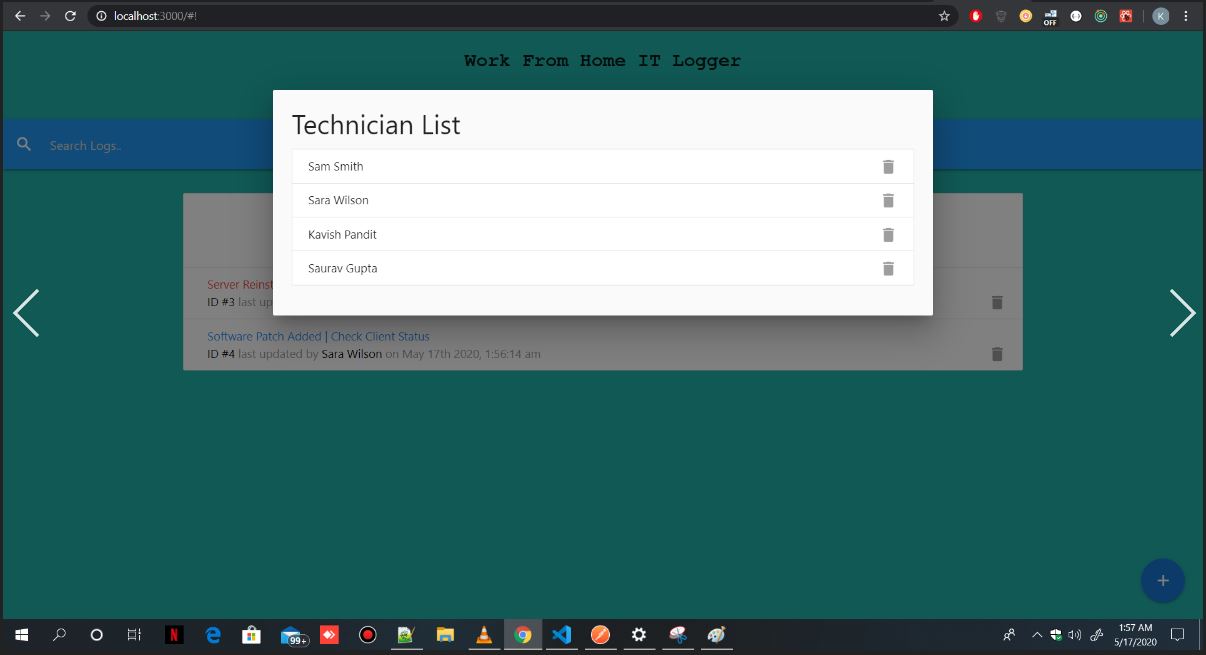 localhost:3000/#!
OFF
K
Work From Home IT Logger
Search Logs..
Technician List
Sam Smith
Sara Wilson
Kavish Pandit
Saurav Gupta
Server Reinst
ID #3 last up
Software Patch Added | Check Client Status
ID #4 last updated by Sara Wilson on May 17th 2020, 1:56:14 am
+
N
99+
1:57 AM
5/17/2020